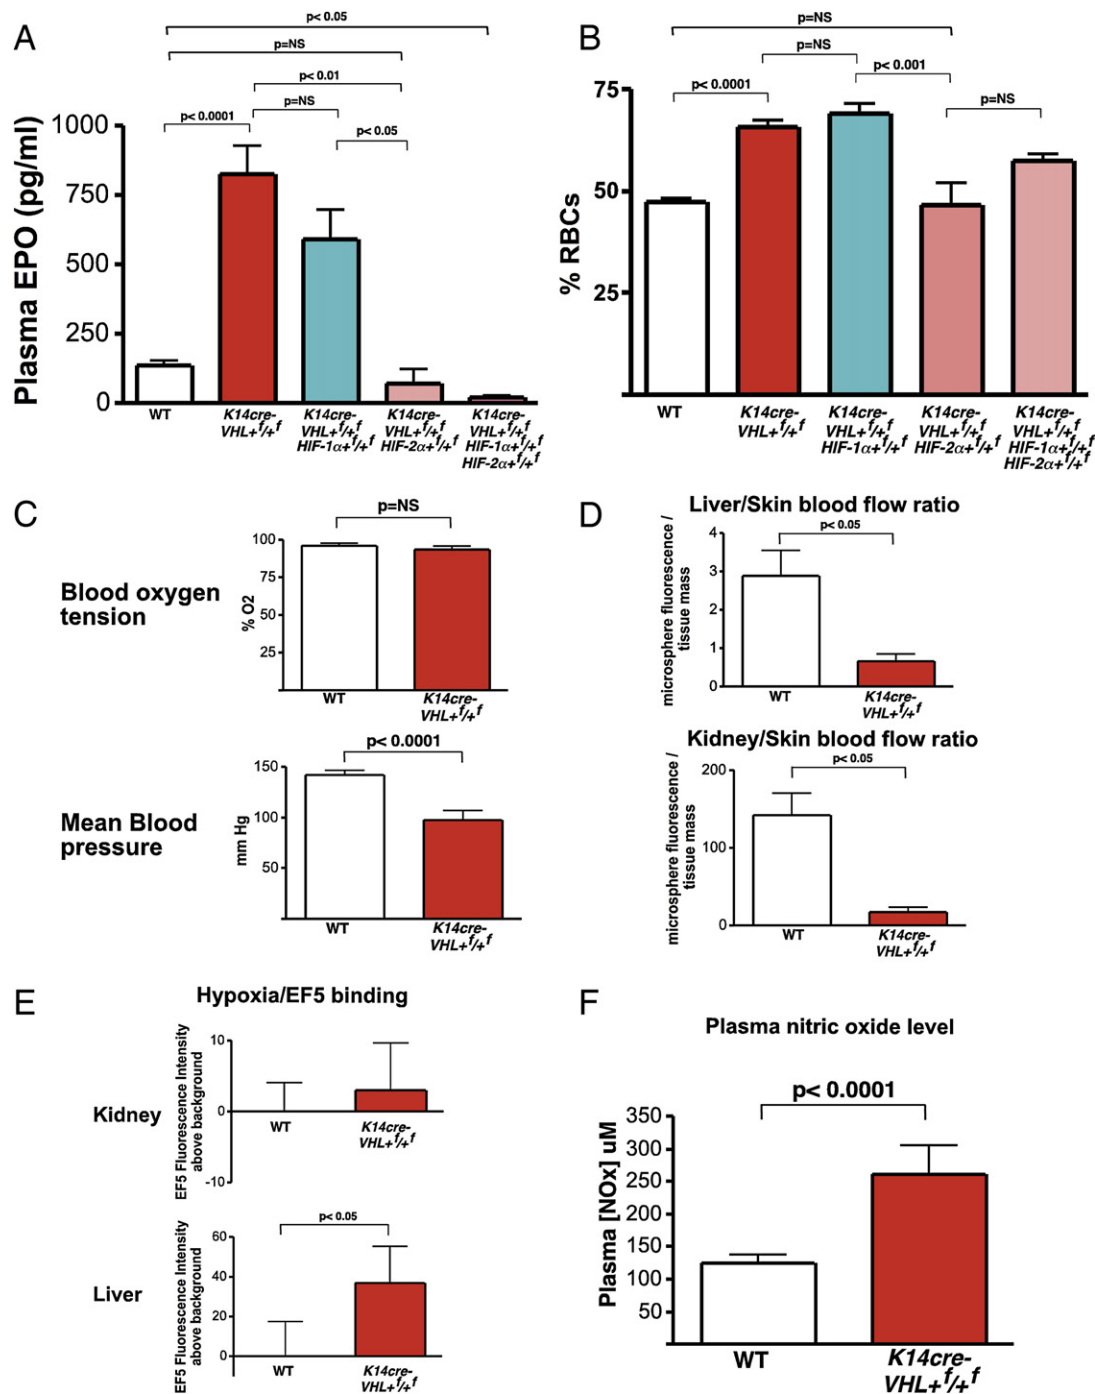 A
p< 0.05
p=NS
p< 0.01
p=NS
p< 0.0001
p< 0.05
Plasma EPO (pg/ml)
1000
750
500
250
0
WT
K14cre-
VHL+f/+f
K14cre-
VHL+f/+f
HIF-1α+f/+f
K14cre-
VHL+f/+f
HIF-2α+f/+f
K14cre-
VHL+f/+f
HIF-1α+f/+f
HIF-2α+f/+f
B
p=NS
p=NS
p< 0.001
p< 0.0001
p=NS
% RBCs
75
50
25
WT
K14cre-
VHL+f/+f
K14cre-
VHL+f/+f
HIF-1α+f/+f
K14cre-
VHL+f/+f
HIF-2α+f/+f
K14cre-
VHL+f/+f
HIF-1α+f/+f
HIF-2α+f/+f
C
p=NS
Blood oxygen
tension
% O2
100
75
50
25
WT
K14cre-
VHL+f/+f
p< 0.0001
Mean Blood
pressure
mm Hg
150
100
50
WT
K14cre-
VHL+f/+f
D
Liver/Skin blood flow ratio
p< 0.05
microsphere fluorescence /
tissue mass
4
3
2
1
0
WT
K14cre-
VHL+f/+f
Kidney/Skin blood flow ratio
p< 0.05
microsphere fluorescence /
tissue mass
200
100
0
WT
K14cre-
VHL+f/+f
E
Hypoxia/EF5 binding
Kidney
EF5 Fluorescence Intensity
above background
10
0
-10
WT
K14cre-
VHL+f/+f
Liver
p< 0.05
EF5 Fluorescence Intensity
above background
60
40
20
0
WT
K14cre-
VHL+f/+f
F
Plasma nitric oxide level
p< 0.0001
Plasma [NOx] uM
350
300
250
200
150
100
50
WT
K14cre-
VHL+f/+f